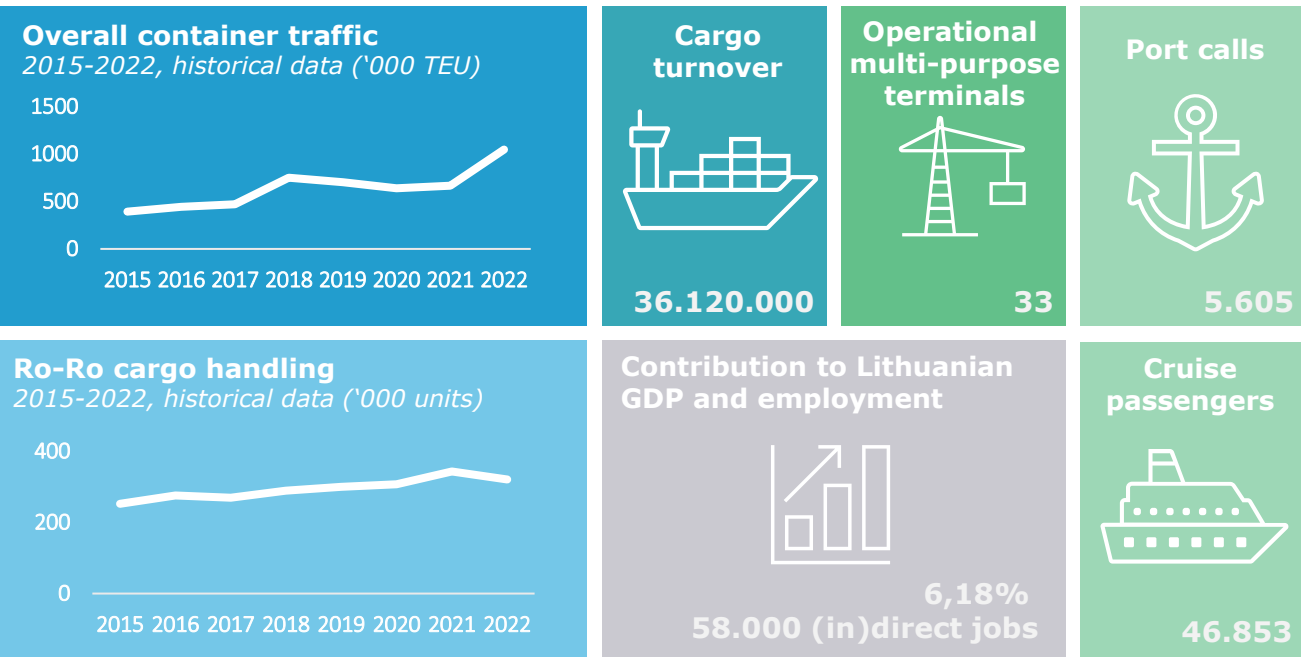 Overall container traffic
2015-2022, historical data (‘000 TEU)
1500
1000
500
0
2015 2016 2017 2018 2019 2020 2021 2022
Cargo
turnover
36.120.000
Operational
multi-purpose
terminals
33
Port calls
5.605
Ro-Ro cargo handling
2015-2022, historical data (‘000 units)
400
200
0
2015 2016 2017 2018 2019 2020 2021 2022
Contribution to Lithuanian
GDP and employment
6,18%
58.000 (in)direct jobs
Cruise
passengers
46.853